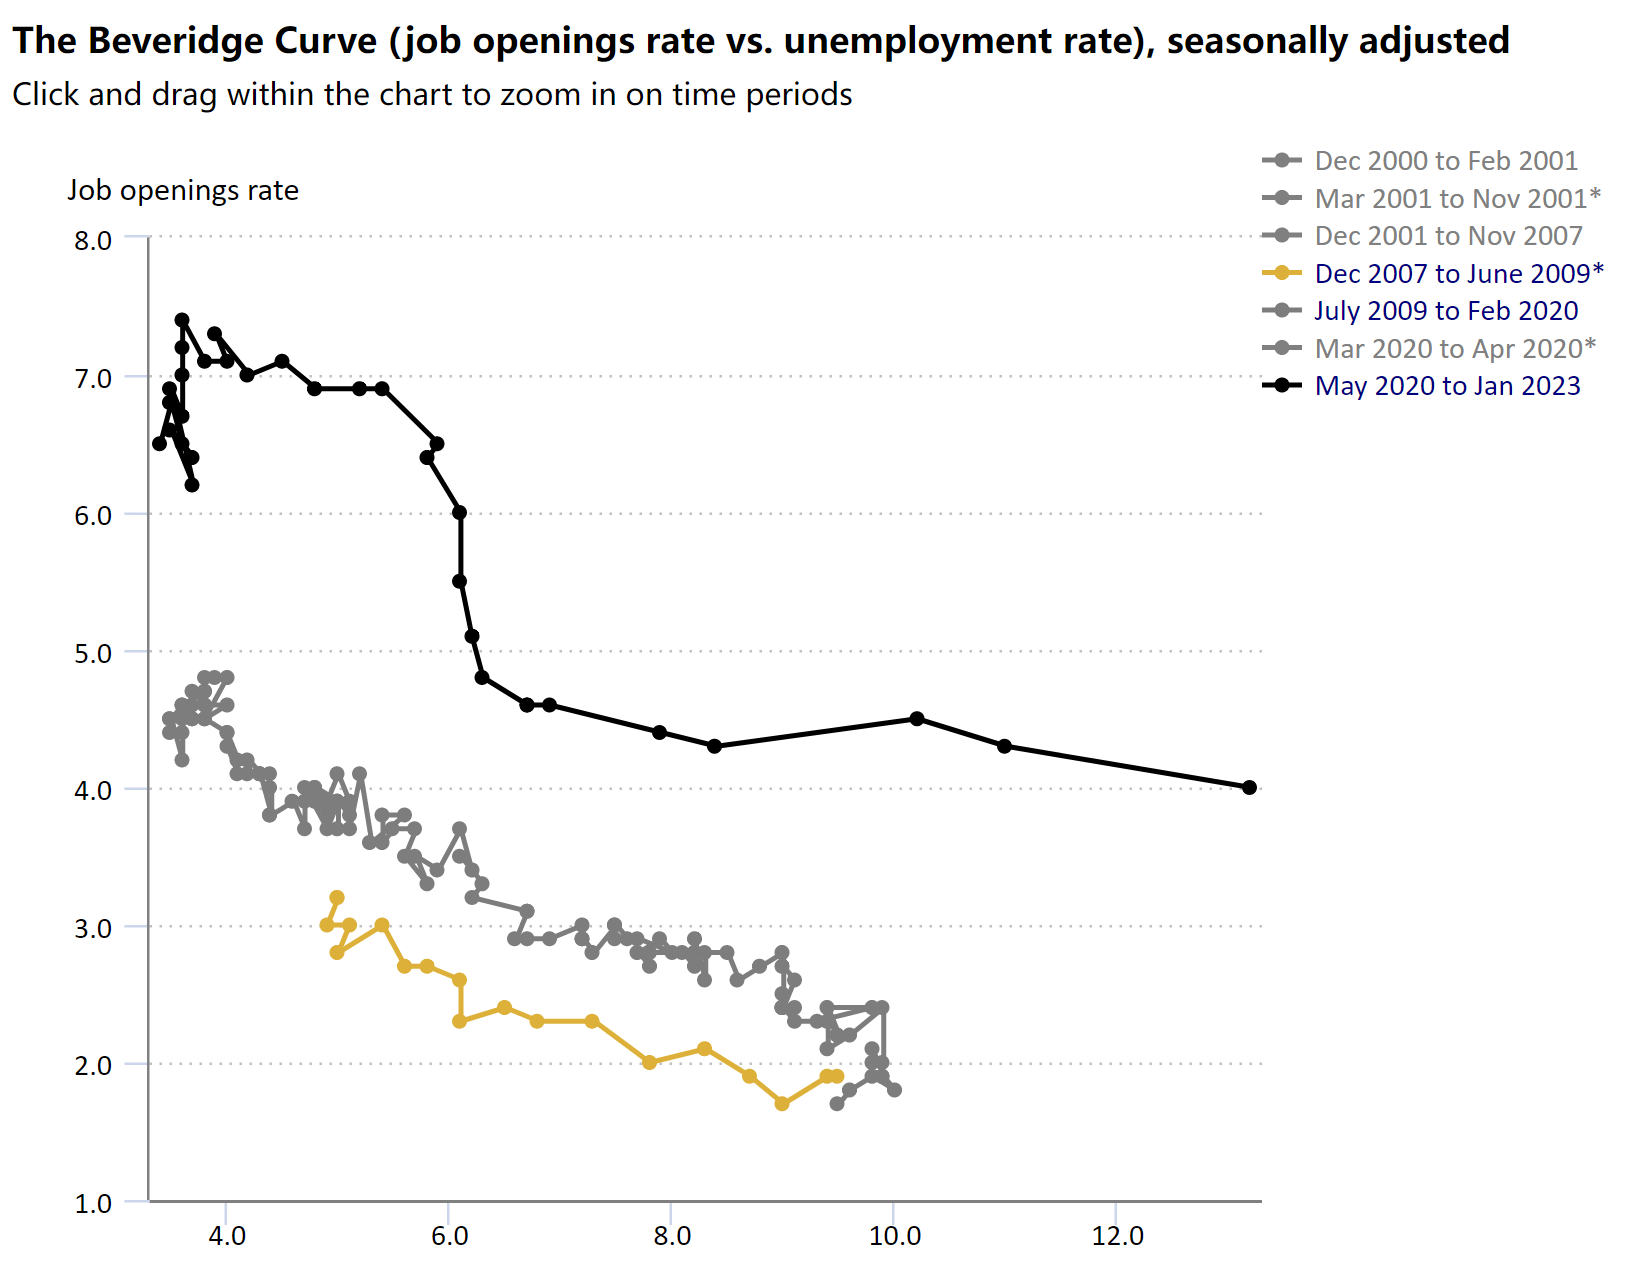 The Beveridge Curve (job openings rate vs. unemployment rate), seasonally adjusted
Click and drag within the chart to zoom in on time periods
Dec 2000 to Feb 2001
Mar 2001 to Nov 2001*
Dec 2001 to Nov 2007
Dec 2007 to June 2009*
July 2009 to Feb 2020
Mar 2020 to Apr 2020*
May 2020 to Jan 2023
Job openings rate
8.0
7.0
6.0
5.0
4.0
3.0
2.0
1.0
4.0 6.0 8.0 10.0 12.0